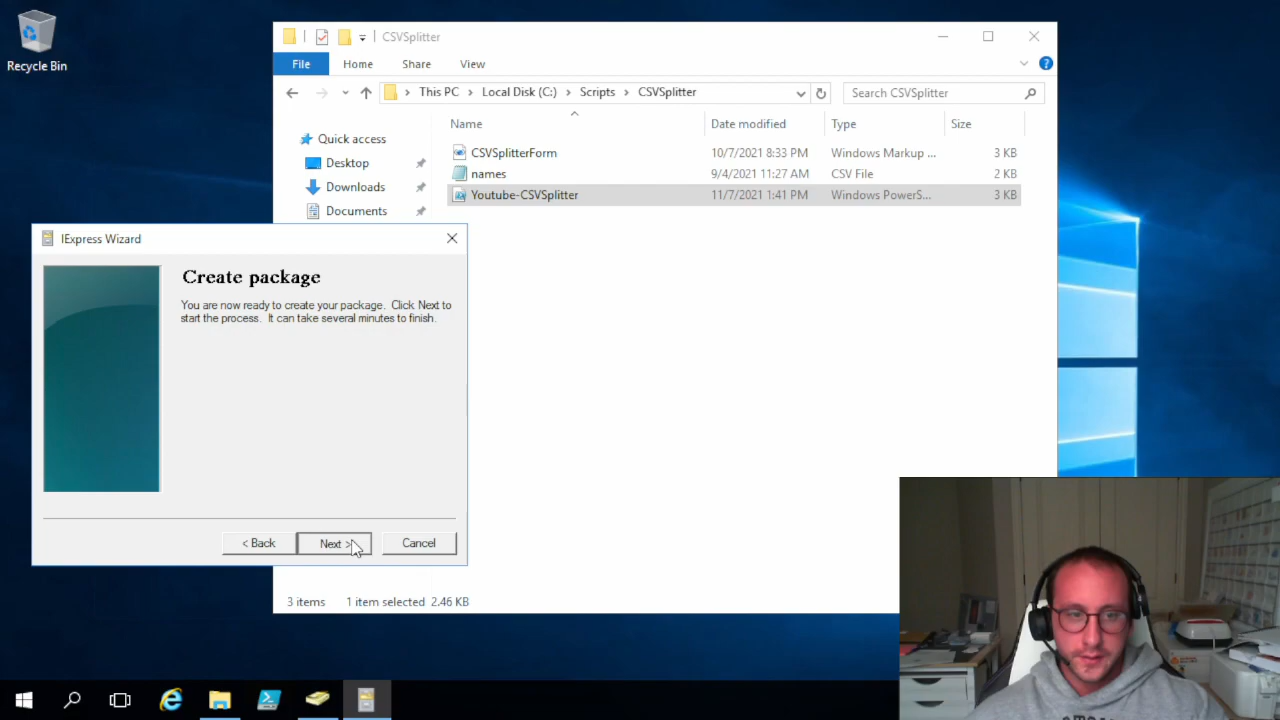 Recycle Bin
CSVSplitter
File Home Share View
This PC Local Disk (C:) Scripts CSVSplitter
Search CSVSplitter
Quick access
Desktop
Downloads
Documents
Name Date modified Type Size
CSVSplitterForm 10/7/2021 8:33 PM Windows Markup ... 3 KB
names 9/4/2021 11:27 AM CSV File 2 KB
Youtube-CSVSplitter 11/7/2021 1:41 PM Windows PowerS... 3 KB
IExpress Wizard
Create package
You are now ready to create your package. Click Next to
start the process. It can take several minutes to finish.
< Back Next > Cancel
3 items 1 item selected 2.46 KB